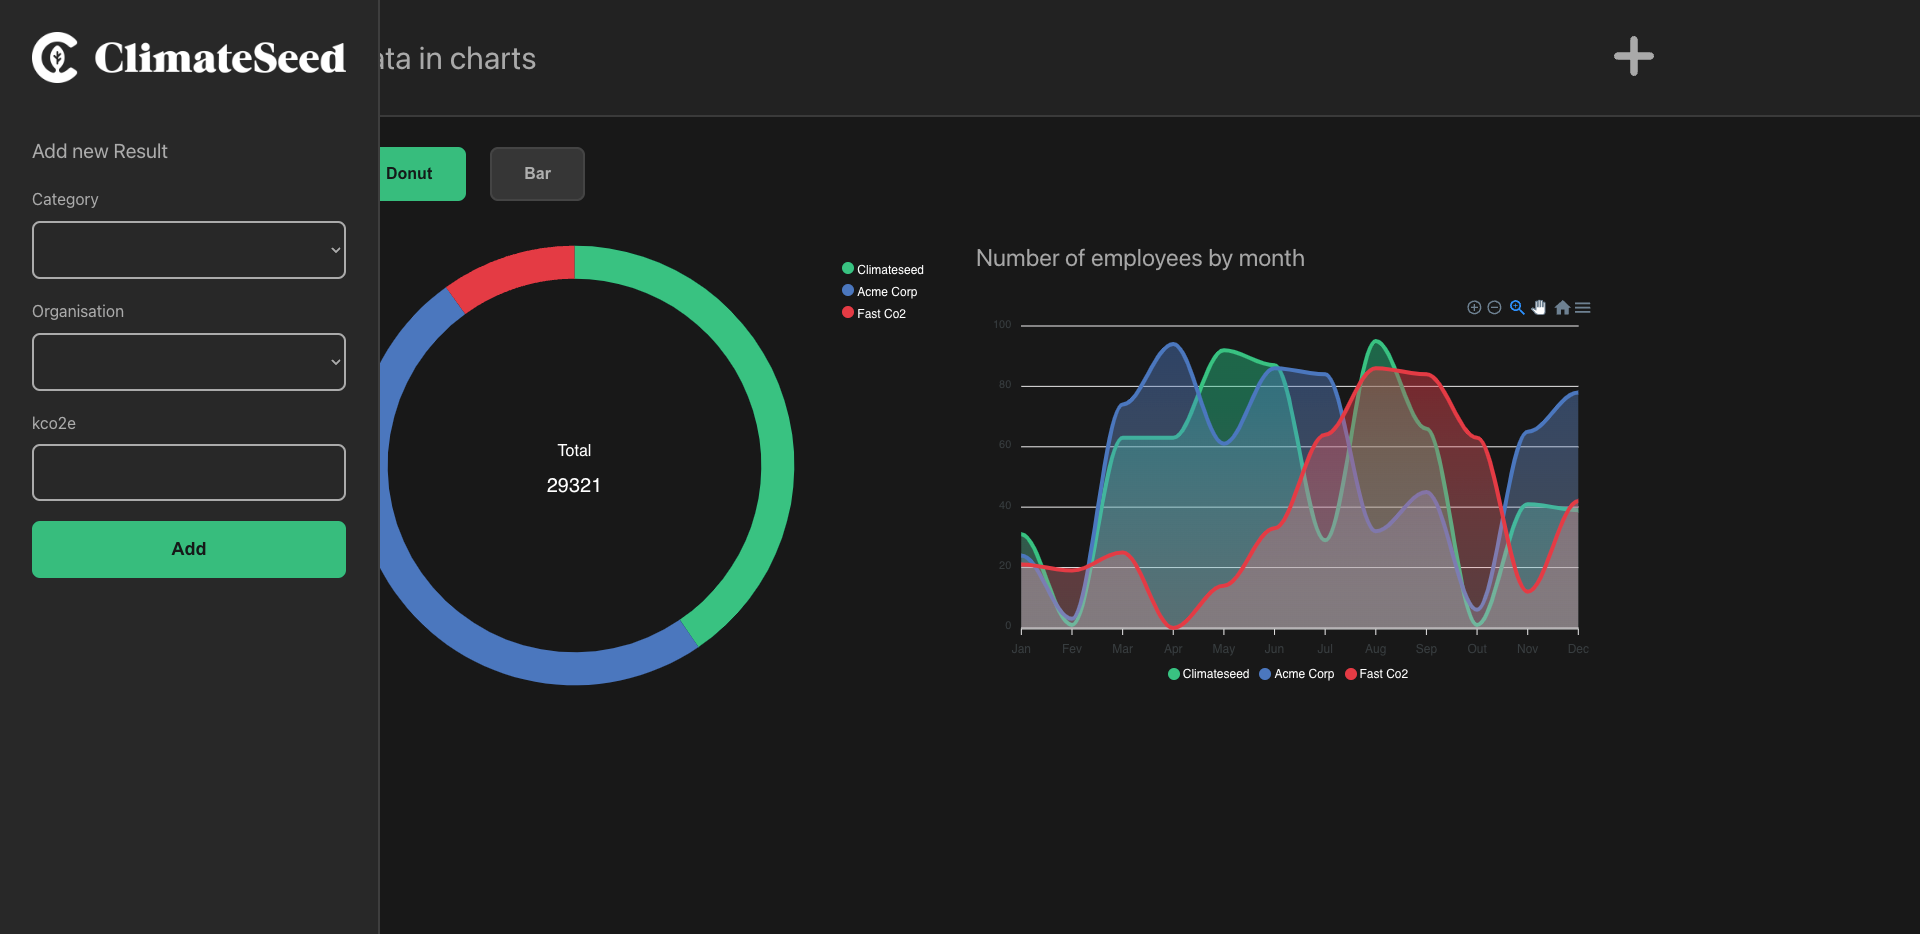 ClimateSeed
ata in charts
Add new Result
Category
Organisation
kco2e
Add
Donut
Bar
Total
29321
Climateseed
Acme Corp
Fast Co2
Number of employees by month
100
80
60
40
20
0
Jan Fev Mar Apr May Jun Jul Aug Sep Out Nov Dec
Climateseed Acme Corp Fast Co2